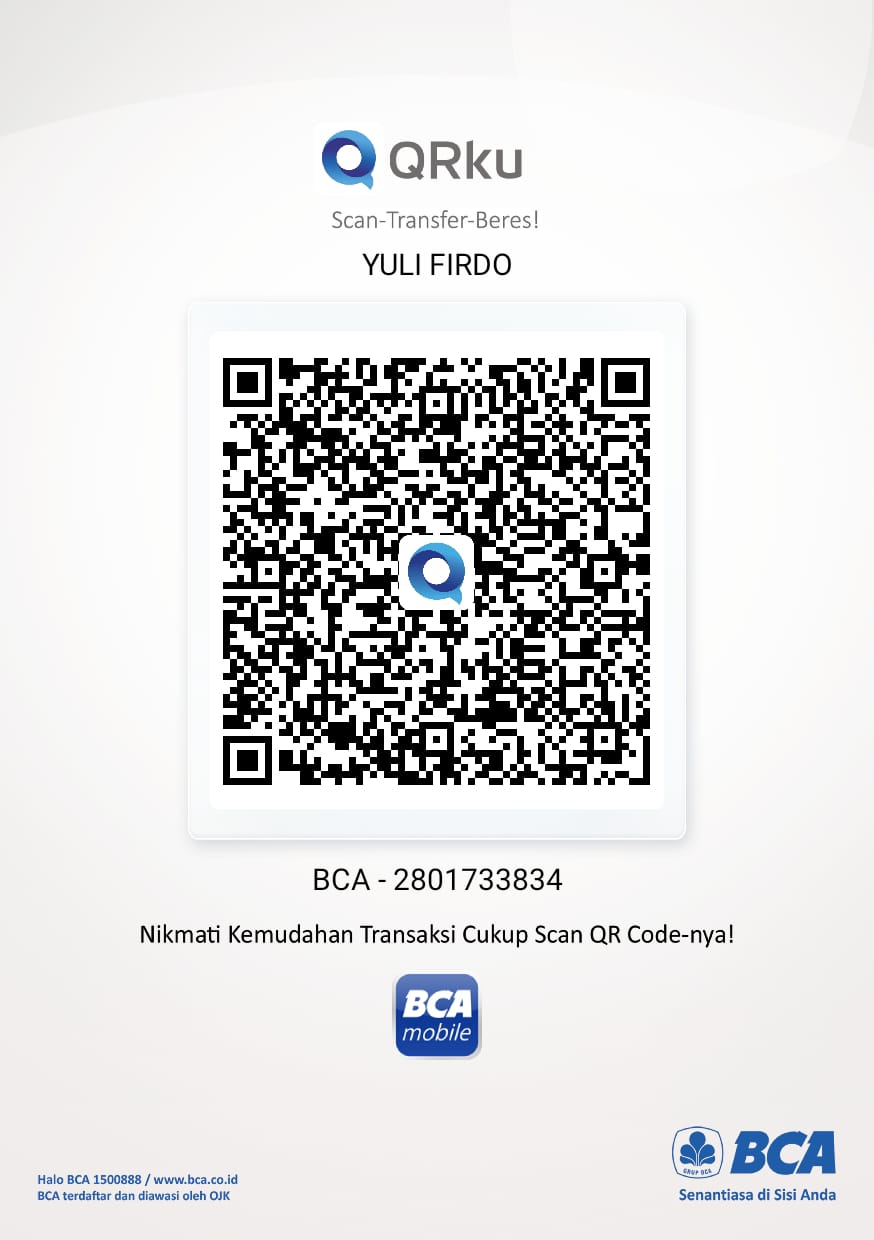 QRku
Scan-Transfer-Beres!
YULI FIRDO
BCA - 2801733834
Nikmati Kemudahan Transaksi Cukup Scan QR Code-nya!
BCA
mobile
Halo BCA 1500888 / www.bca.co.id
BCA terdaftar dan diawasi oleh OJK
GRUP BCA
BCA
Senantiasa di Sisi Anda